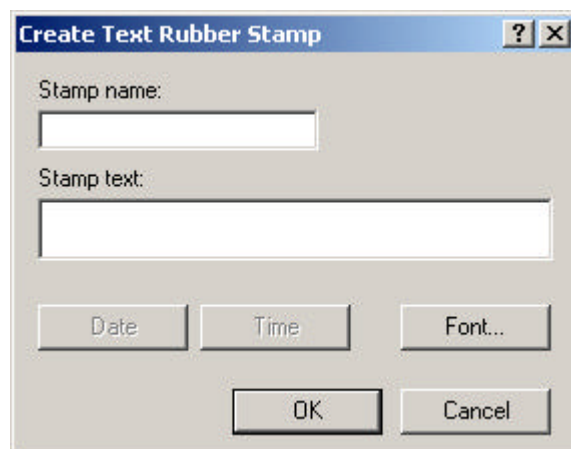 Create Text Rubber Stamp ?
Stamp name:
Stamp text:
Date Time Font...
OK Cancel